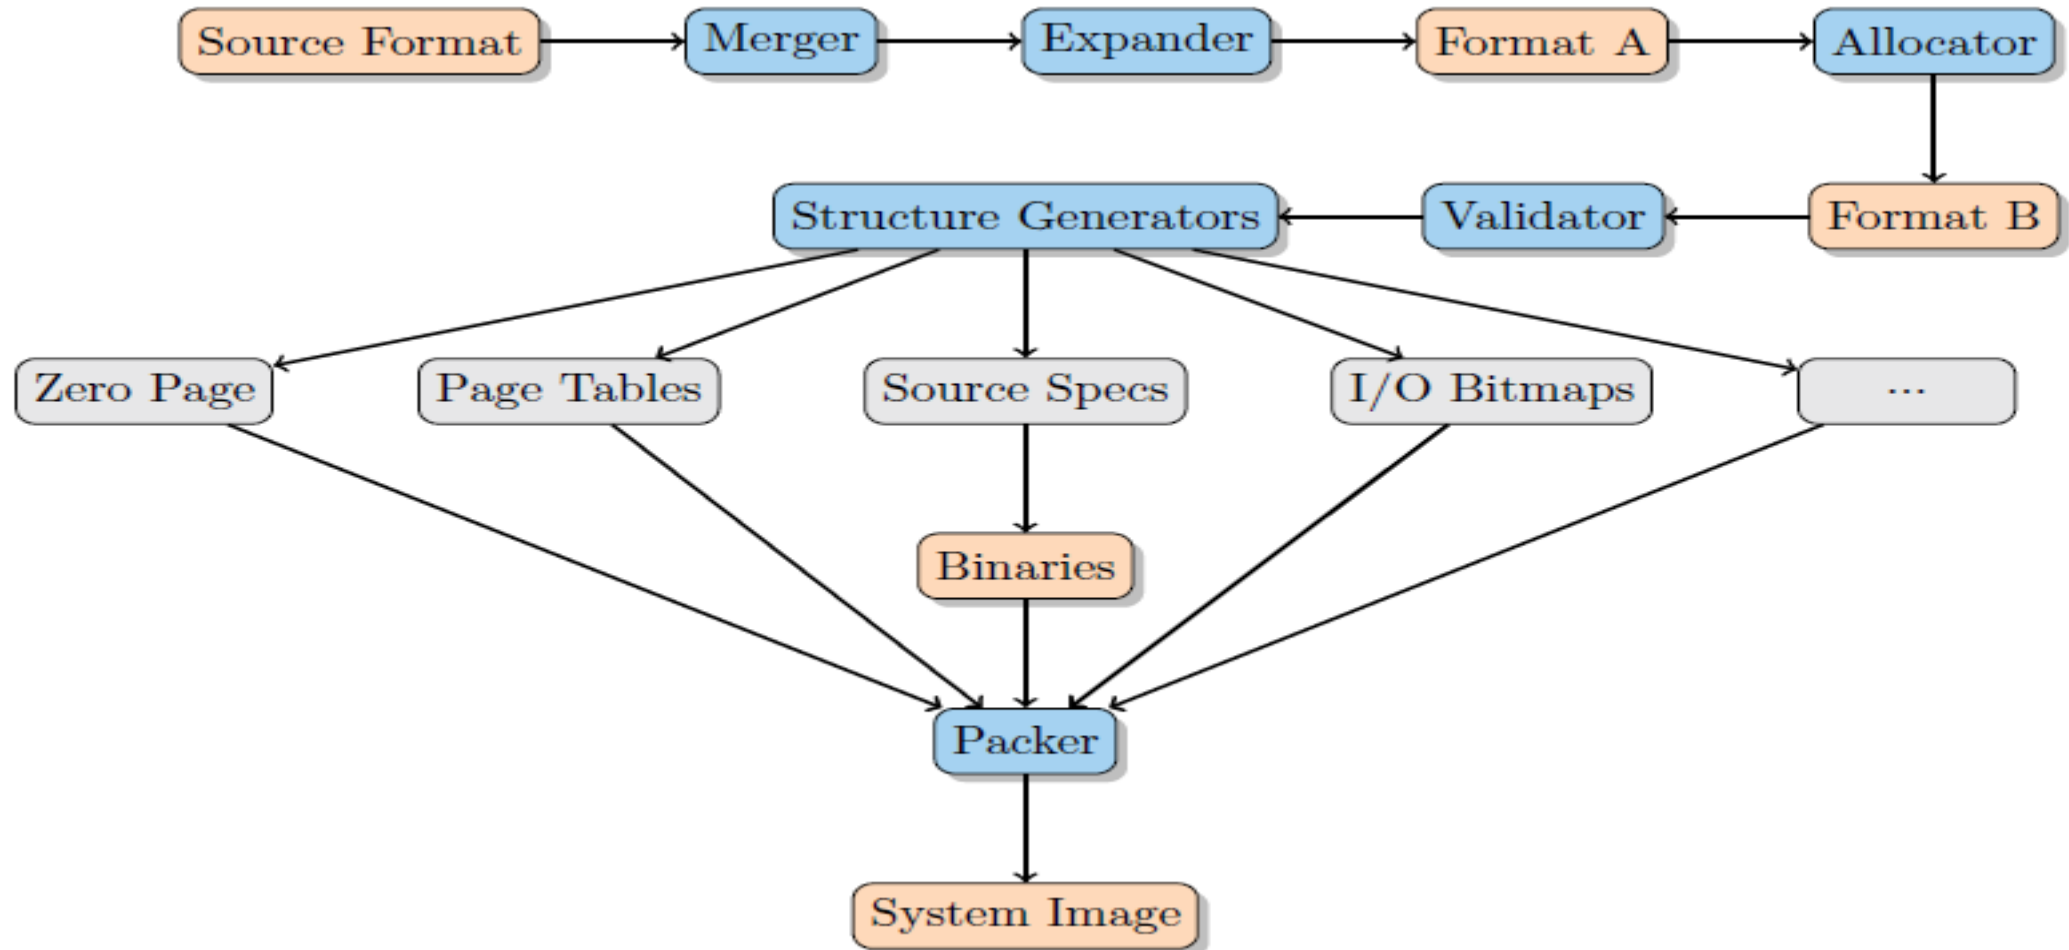 Source Format
Merger
Expander
Format A
Allocator
Structure Generators
Validator
Format B
Zero Page
Page Tables
Source Specs
I/O Bitmaps
...
Binaries
Packer
System Image